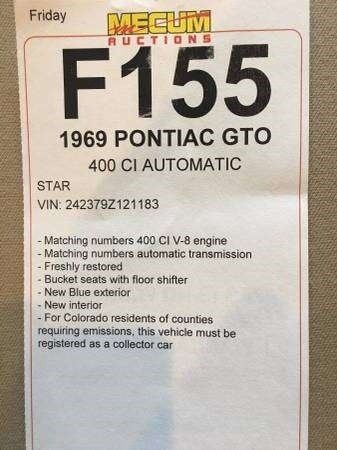 Friday
MECUM
AUCTIONS
F155
1969 PONTIAC GTO
400 CI AUTOMATIC
STAR
VIN: 242379Z121183
- Matching numbers 400 CI V-8 engine
- Matching numbers automatic transmission
- Freshly restored
- Bucket seats with floor shifter
- New Blue exterior
- New interior
- For Colorado residents of counties
requiring emissions, this vehicle must be
registered as a collector car